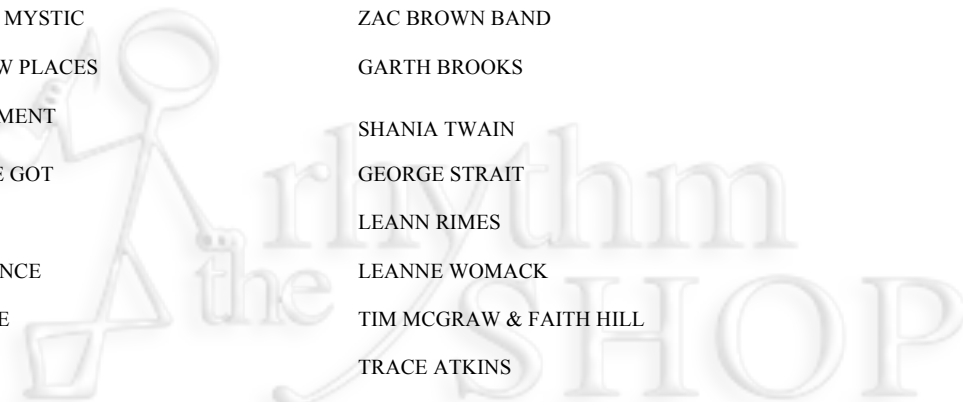 MYSTIC ZAC BROWN BAND
W PLACES GARTH BROOKS
MENT SHANIA TWAIN
E GOT GEORGE STRAIT
LEANN RIMES
NCE LEANNE WOMACK
E TIM MCGRAW & FAITH HILL
TRACE ATKINS
the rhythm SHOP